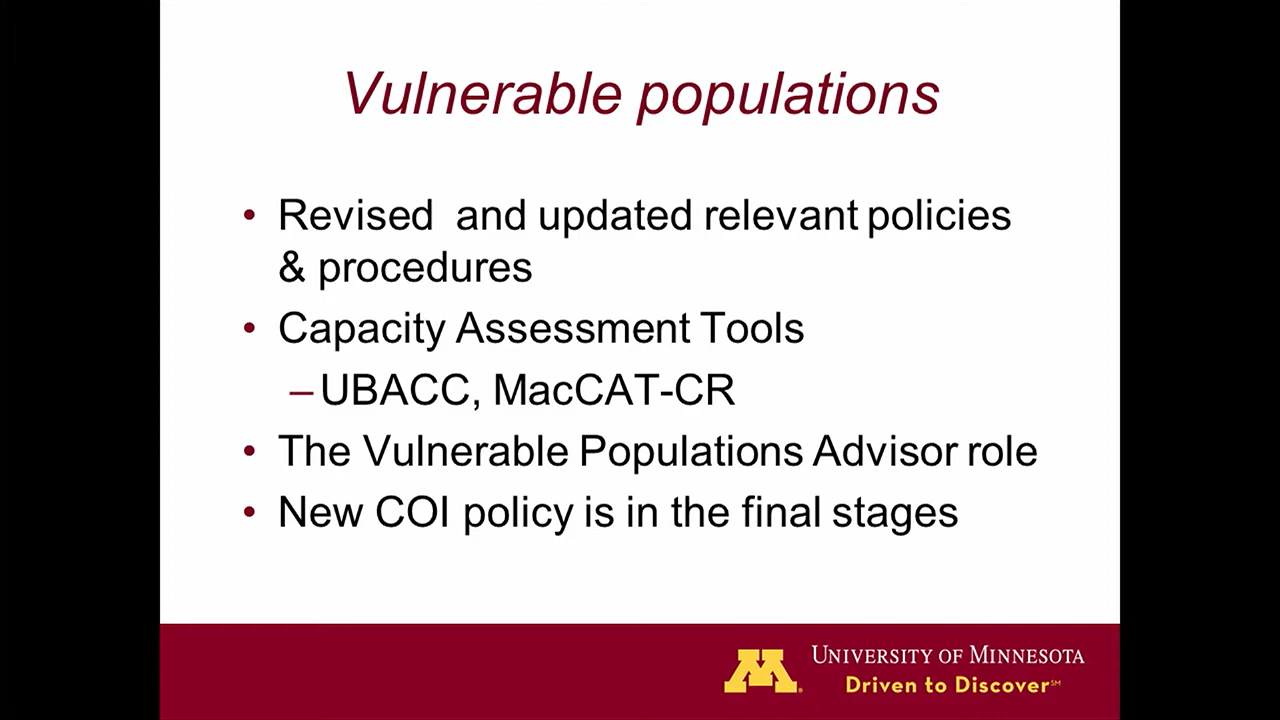 Vulnerable populations
• Revised  and updated relevant policies
& procedures
• Capacity Assessment Tools
–UBACC, MacCAT-CR
• The Vulnerable Populations Advisor role
• New COI policy is in the final stages
M®
UNIVERSITY OF MINNESOTA
Driven to Discover℠